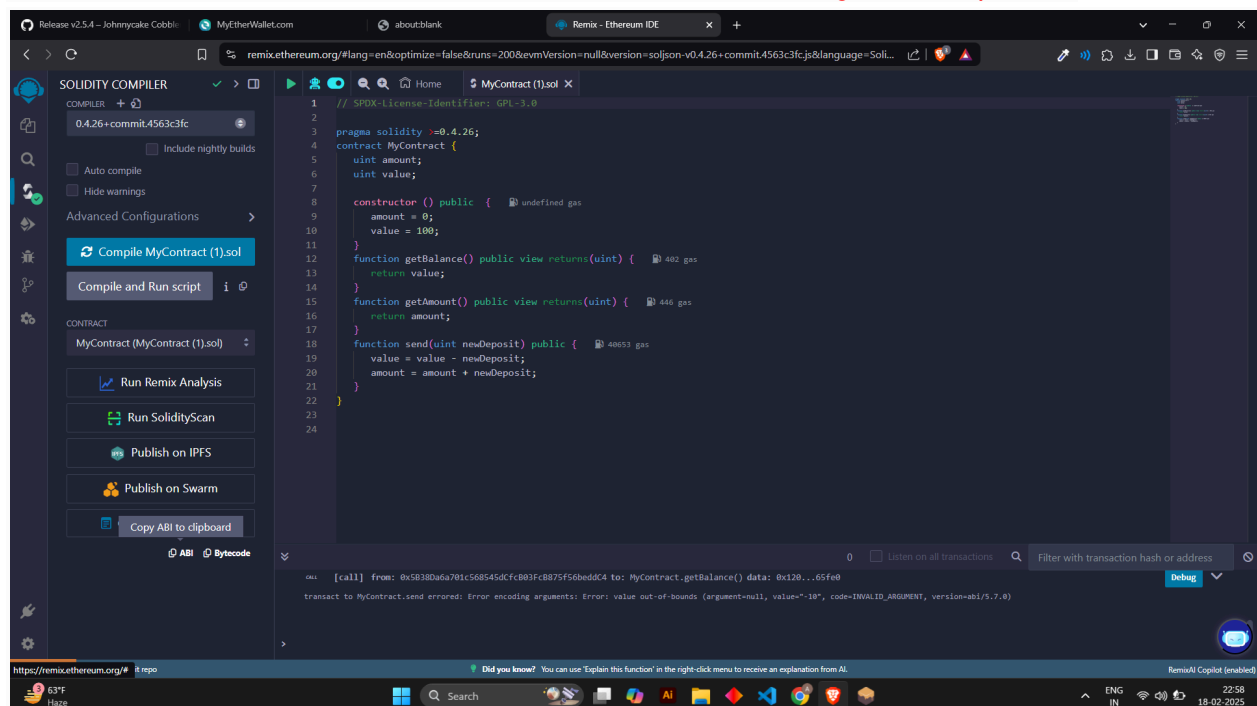 Release v2.5.4 – Johnnycake Cobble
MyEtherWallet.com
about:blank
Remix - Ethereum IDE
remix.ethereum.org/#lang=en&optimize=false&runs=200&evmVersion=null&version=soljson-v0.4.26+commit.4563c3fc.js&language=Soli...
SOLIDITY COMPILER
COMPILER
0.4.26+commit.4563c3fc
Include nightly builds
Auto compile
Hide warnings
Advanced Configurations
Compile MyContract (1).sol
Compile and Run script
i
CONTRACT
MyContract (MyContract (1).sol)
Run Remix Analysis
Run SolidityScan
Publish on IPFS
Publish on Swarm
Copy ABI to clipboard
ABI Bytecode
Home
MyContract (1).sol
1 // SPDX-License-Identifier: GPL-3.0
2
3 pragma solidity >=0.4.26;
4 contract MyContract {
5 uint amount;
6 uint value;
7
8 constructor () public { undefined gas
9 amount = 0;
10 value = 100;
11 }
12 function getBalance() public view returns(uint) { 402 gas
13 return value;
14 }
15 function getAmount() public view returns(uint) { 446 gas
16 return amount;
17 }
18 function send(uint newDeposit) public { 40653 gas
19 value = value - newDeposit;
20 amount = amount + newDeposit;
21 }
22 }
23
24
0 Listen on all transactions Filter with transaction hash or address
call [call] from: 0x5B38Da6a701c568545dCfcB03FcB875f56beddC4 to: MyContract.getBalance() data: 0x120...65fe0 Debug
transact to MyContract.send errored: Error encoding arguments: Error: value out-of-bounds (argument=null, value="-10", code=INVALID_ARGUMENT, version=abi/5.7.0)
>
https://remix.ethereum.org/# it repo
Did you know? You can use 'Explain this function' in the right-click menu to receive an explanation from AI.
RemixAI Copilot (enabled)
3
63°F
Haze
Search
Ai
ENG
IN
22:58
18-02-2025